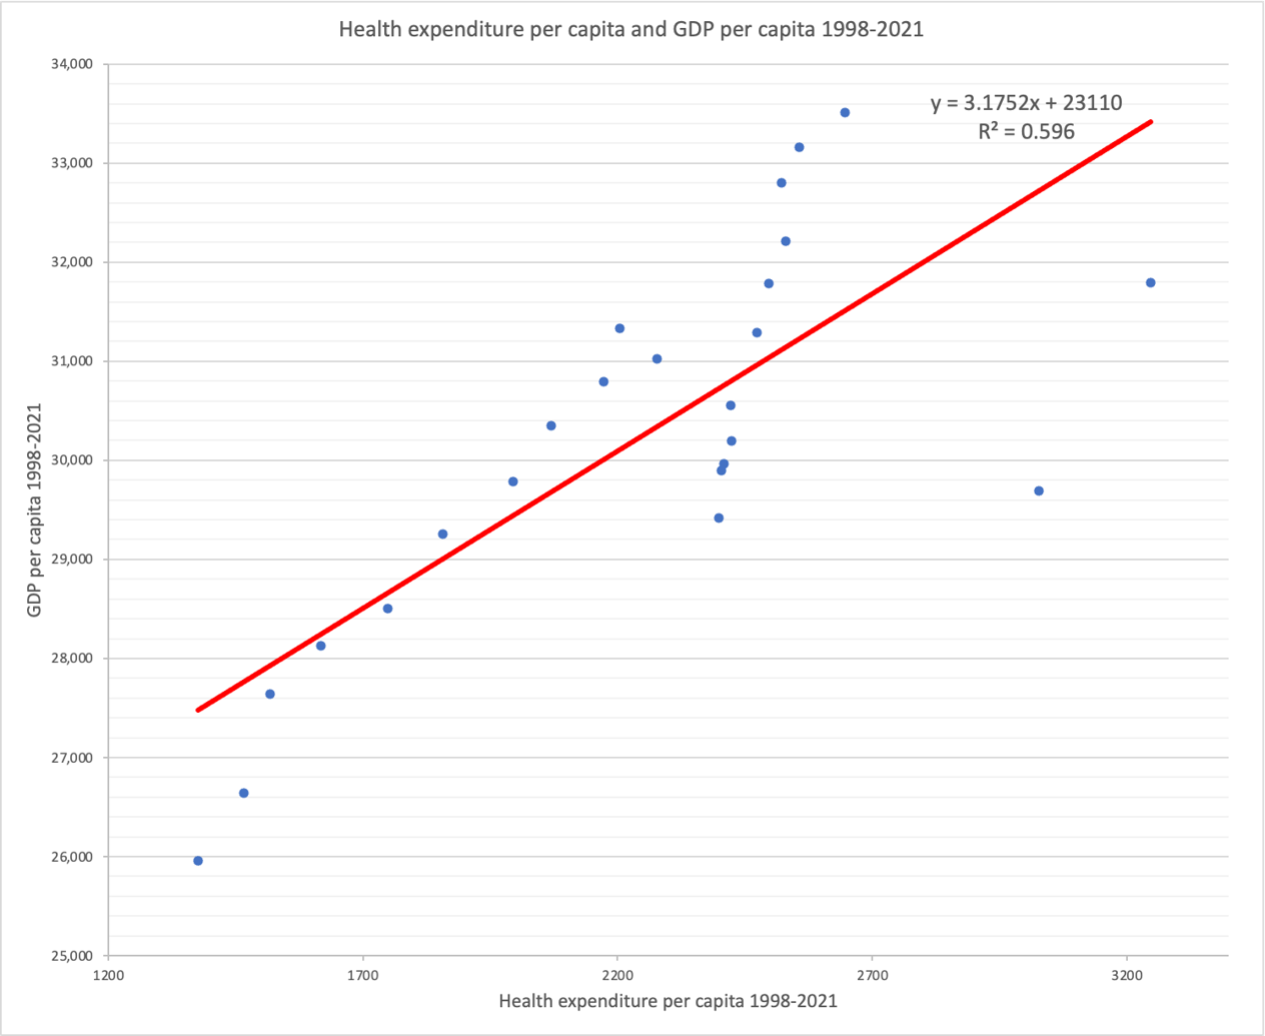 Health expenditure per capita and GDP per capita 1998-2021
34,000
y = 3.1752x + 23110
R² = 0.596
33,000
32,000
31,000
30,000
29,000
28,000
27,000
26,000
25,000
GDP per capita 1998-2021
1200 1700 2200 2700 3200
Health expenditure per capita 1998-2021